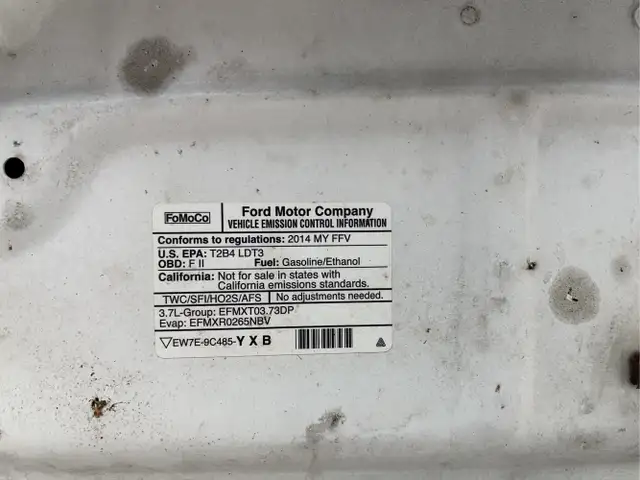 FoMoCo
Ford Motor Company
VEHICLE EMISSION CONTROL INFORMATION
Conforms to regulations: 2014 MY FFV
U.S. EPA: T2B4 LDT3
OBD: F II Fuel: Gasoline/Ethanol
California: Not for sale in states with
California emissions standards.
TWC/SFI/HO2S/AFS No adjustments needed.
3.7L-Group: EFMXT03.73DP
Evap: EFMXR0265NBV
EW7E-9C485-Y X B